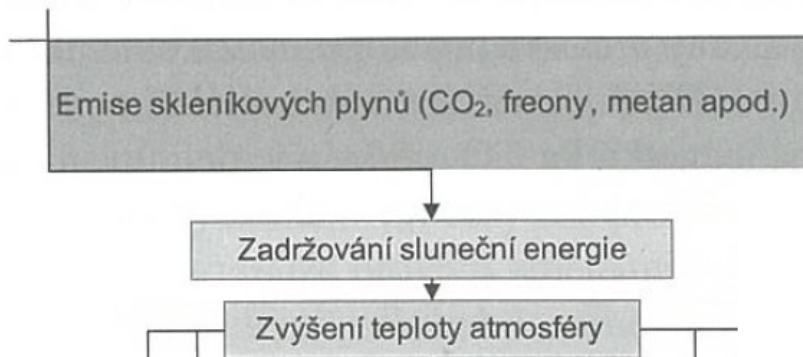 Emise skleníkových plynů (CO₂, freony, metan apod.)
Zadržování sluneční energie
Zvýšení teploty atmosféry